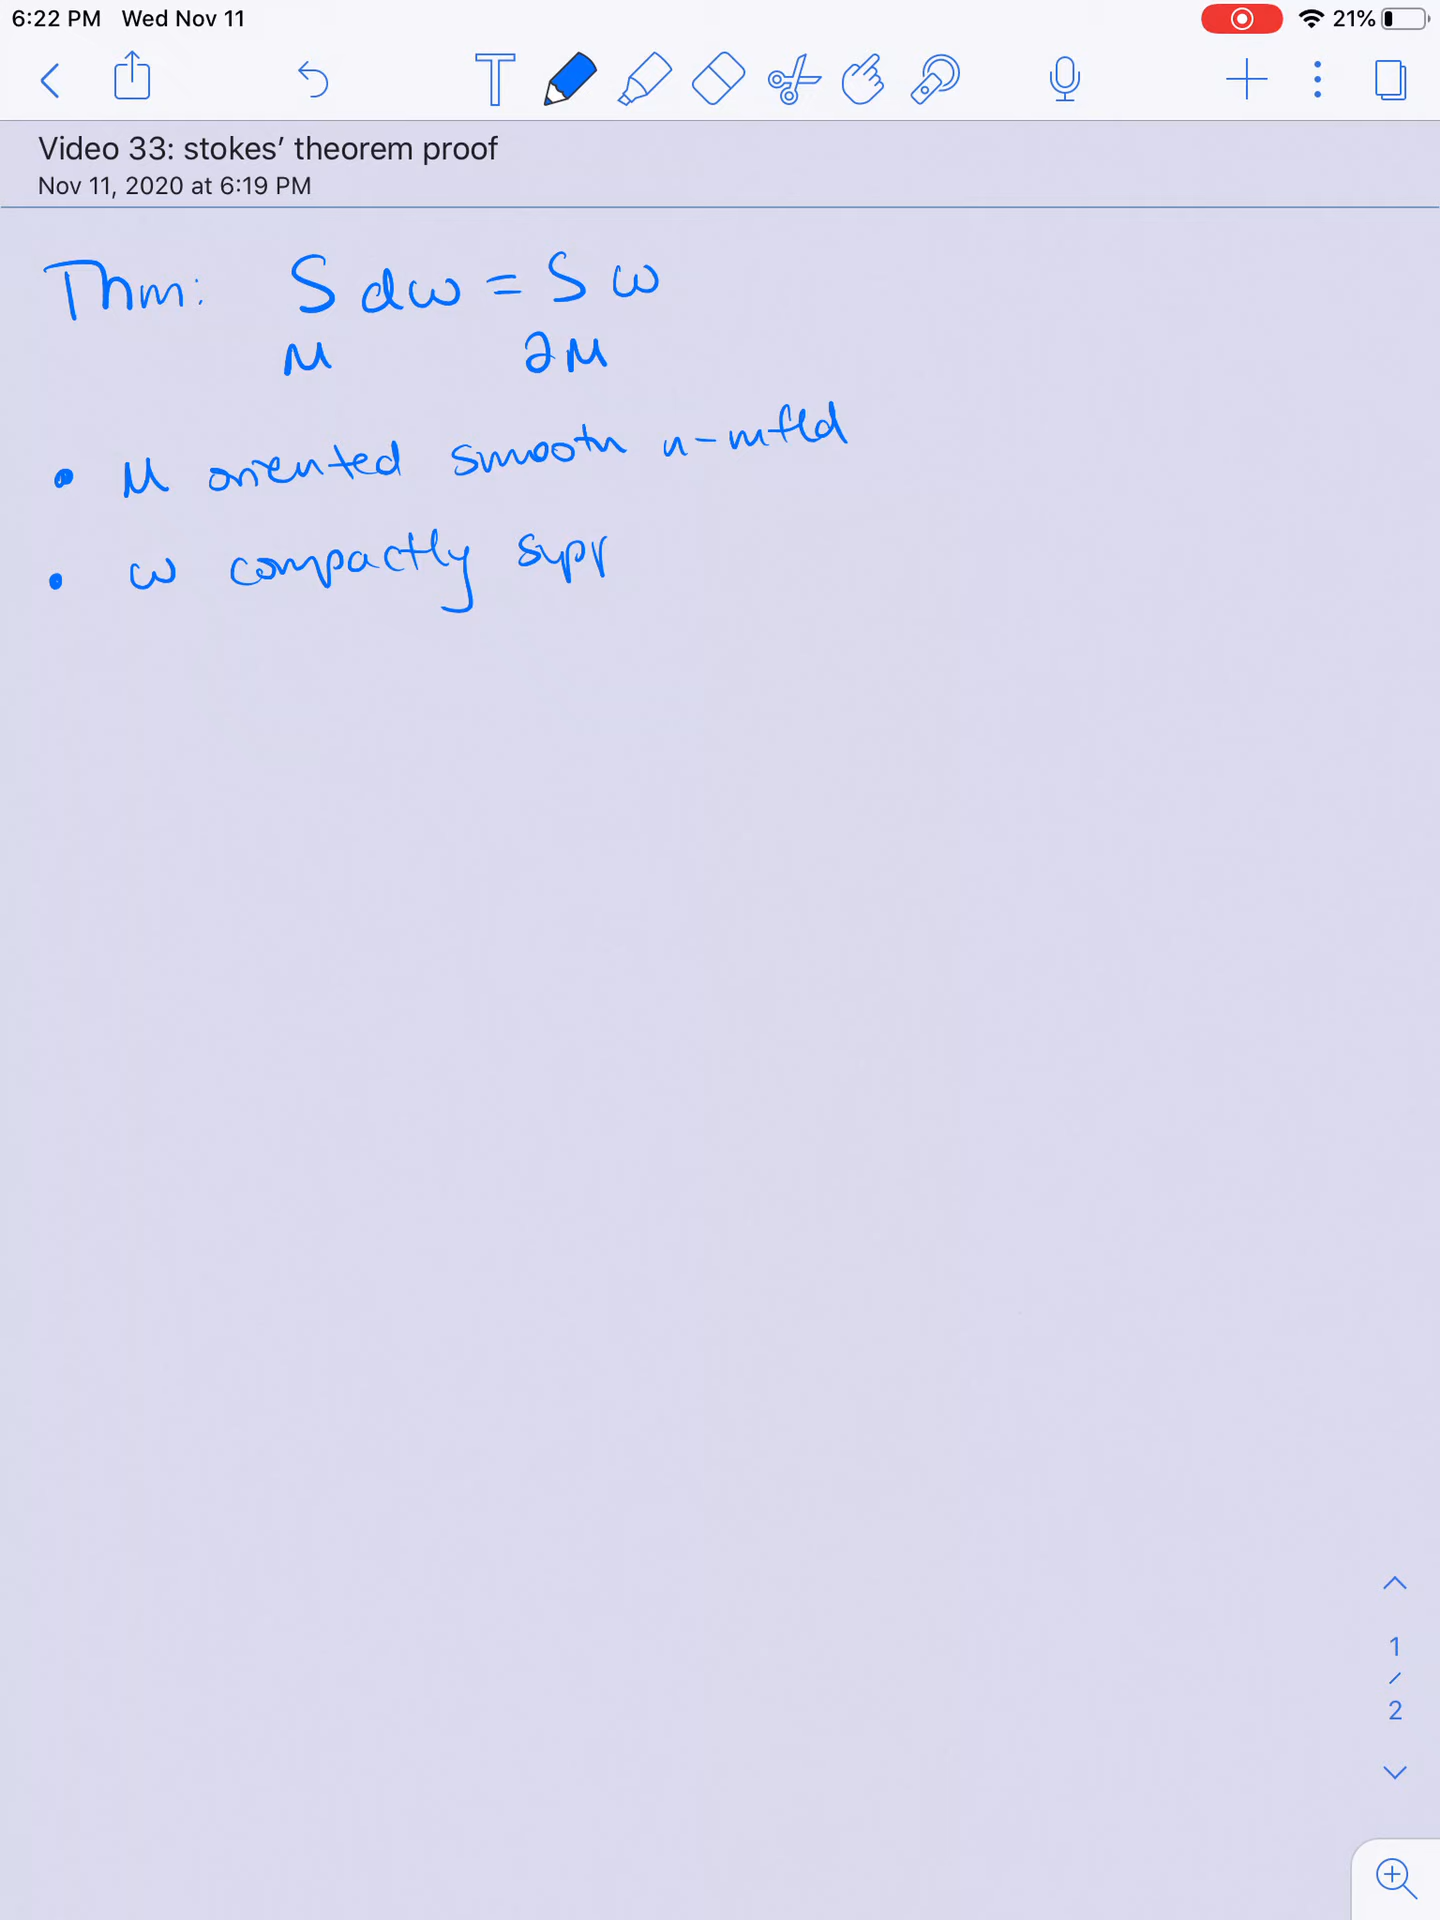 6:22 PM Wed Nov 11 21%
T
Video 33: stokes' theorem proof
Nov 11, 2020 at 6:19 PM
Thm: ∫ dω = ∫ ω
M ∂M
• M oriented smooth n-mfld
• ω compactly supp
1
/
2